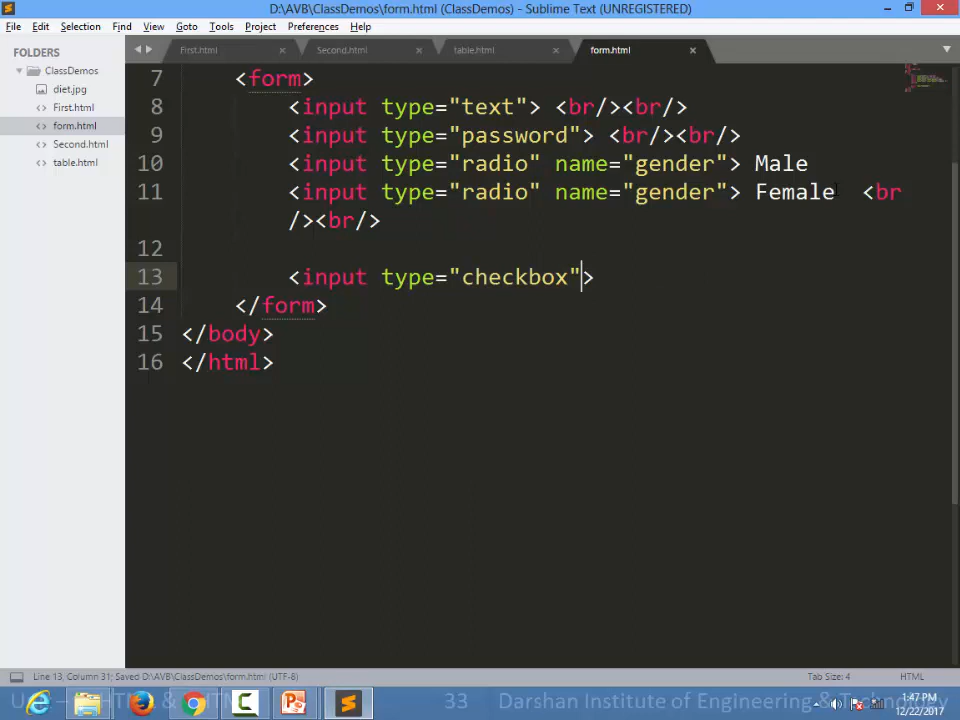 D:\AVB\ClassDemos\form.html (ClassDemos) - Sublime Text (UNREGISTERED)
File Edit Selection Find View Goto Tools Project Preferences Help
FOLDERS
ClassDemos
diet.jpg
First.html
form.html
Second.html
table.html
First.html Second.html table.html form.html
7 <form>
8 <input type="text"> <br/><br/>
9 <input type="password"> <br/><br/>
10 <input type="radio" name="gender"> Male
11 <input type="radio" name="gender"> Female <br
/><br/>
12
13 <input type="checkbox">
14 </form>
15 </body>
16 </html>
Line 13, Column 31; Saved D:\AVB\ClassDemos\form.html (UTF-8) Tab Size: 4 HTML
33 Darshan Institute of Engineering & Technology
1:47 PM
12/22/2017